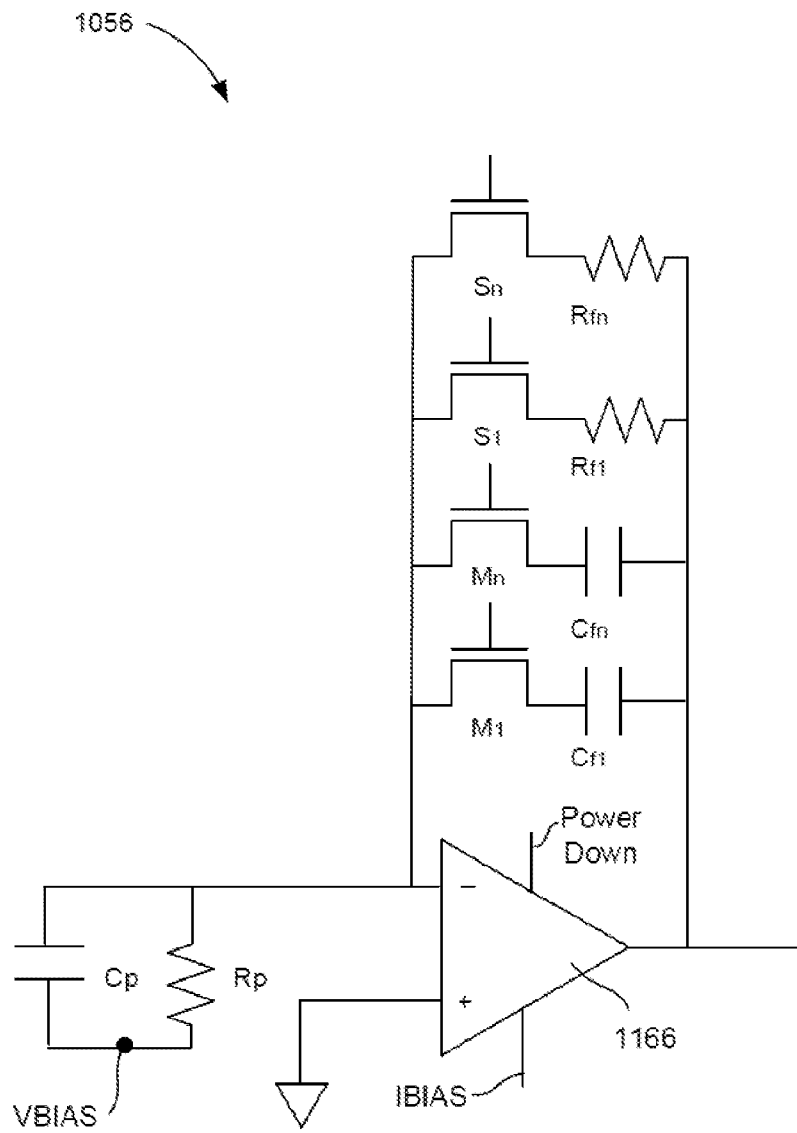 1056
Sn
Rfn
S1
Rf1
Mn
Cfn
M1
Cf1
Power
Down
−
Cp
Rp
+
1166
IBIAS
VBIAS